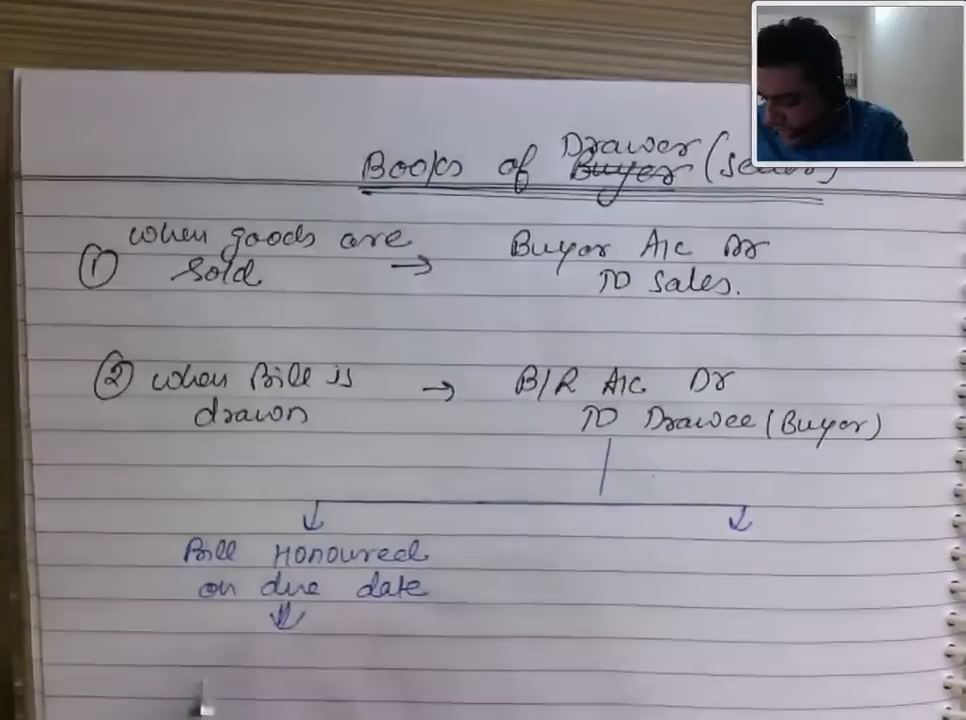 Books of Drawer (Seller)
Buyer
① when goods are sold → Buyer A/c Dr
TO Sales.
② when Bill is drawn → B/R A/c Dr
TO Drawee (Buyer)
Bill Honoured
on due date